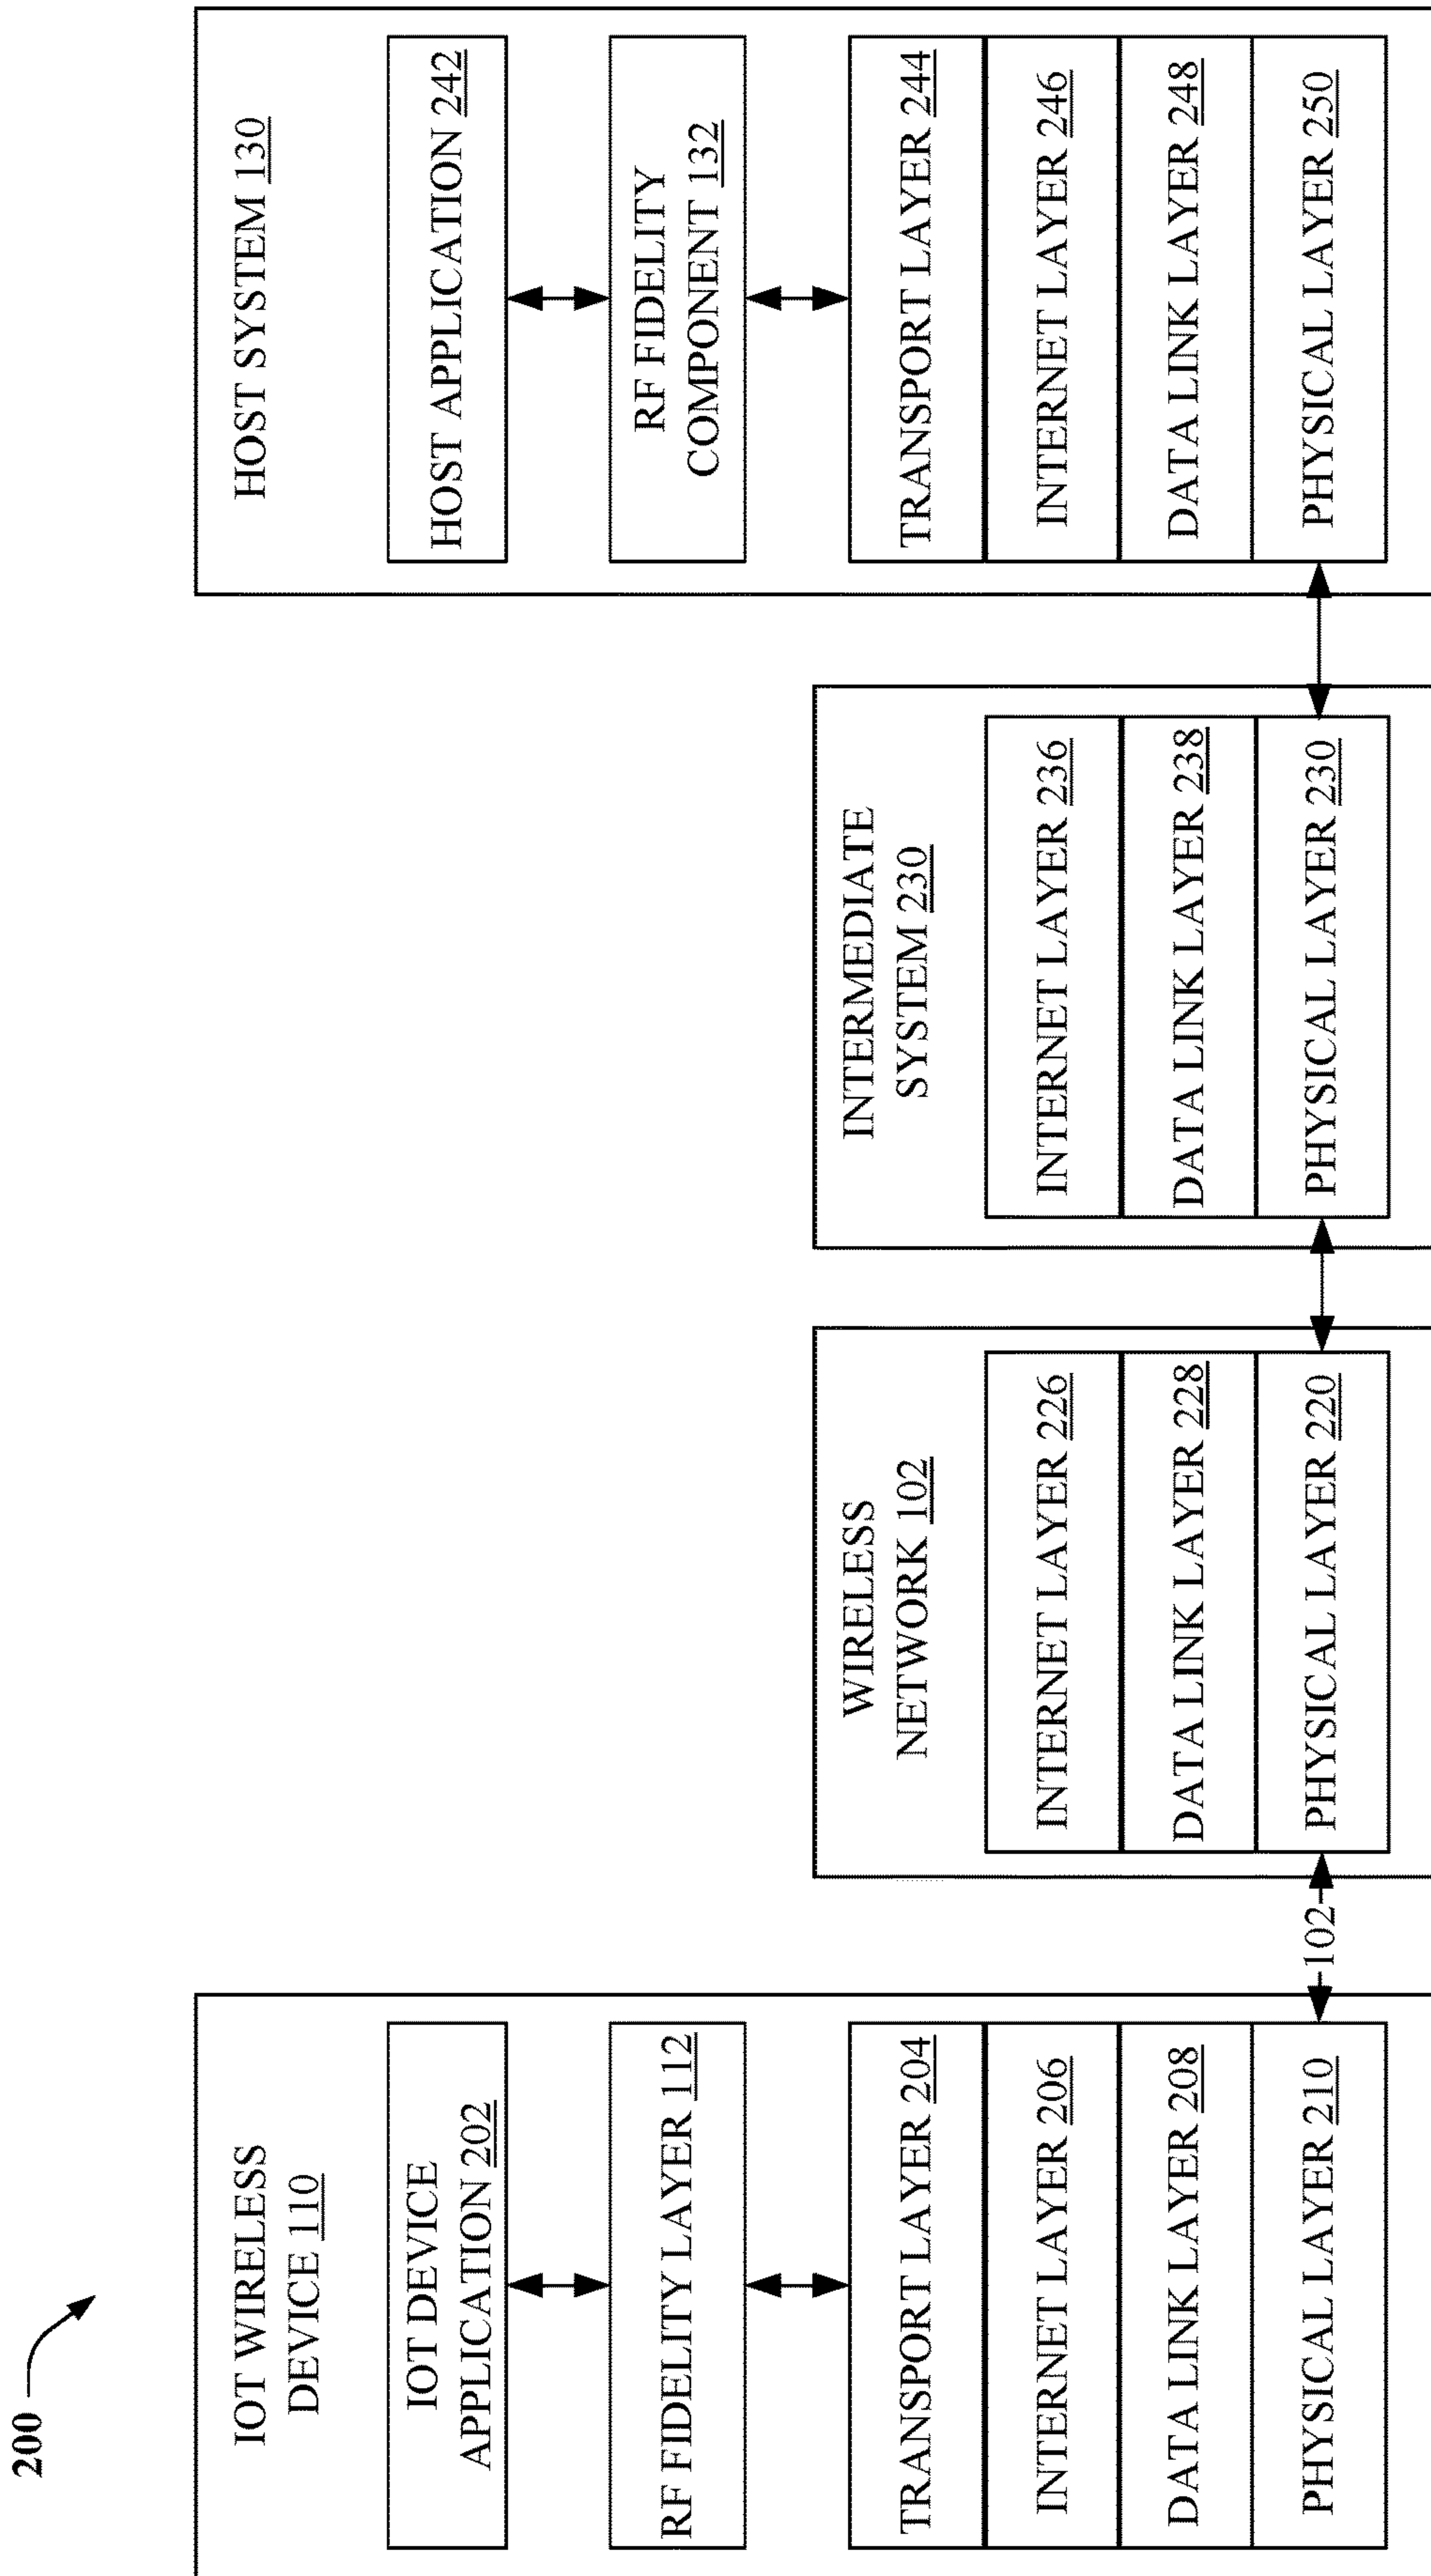 200
IOT WIRELESS
DEVICE 110
IOT DEVICE
APPLICATION 202
RF FIDELITY LAYER 112
TRANSPORT LAYER 204
INTERNET LAYER 206
DATA LINK LAYER 208
PHYSICAL LAYER 210
102
WIRELESS
NETWORK 102
INTERNET LAYER 226
DATA LINK LAYER 228
PHYSICAL LAYER 220
INTERMEDIATE
SYSTEM 230
INTERNET LAYER 236
DATA LINK LAYER 238
PHYSICAL LAYER 230
HOST SYSTEM 130
HOST APPLICATION 242
RF FIDELITY
COMPONENT 132
TRANSPORT LAYER 244
INTERNET LAYER 246
DATA LINK LAYER 248
PHYSICAL LAYER 250